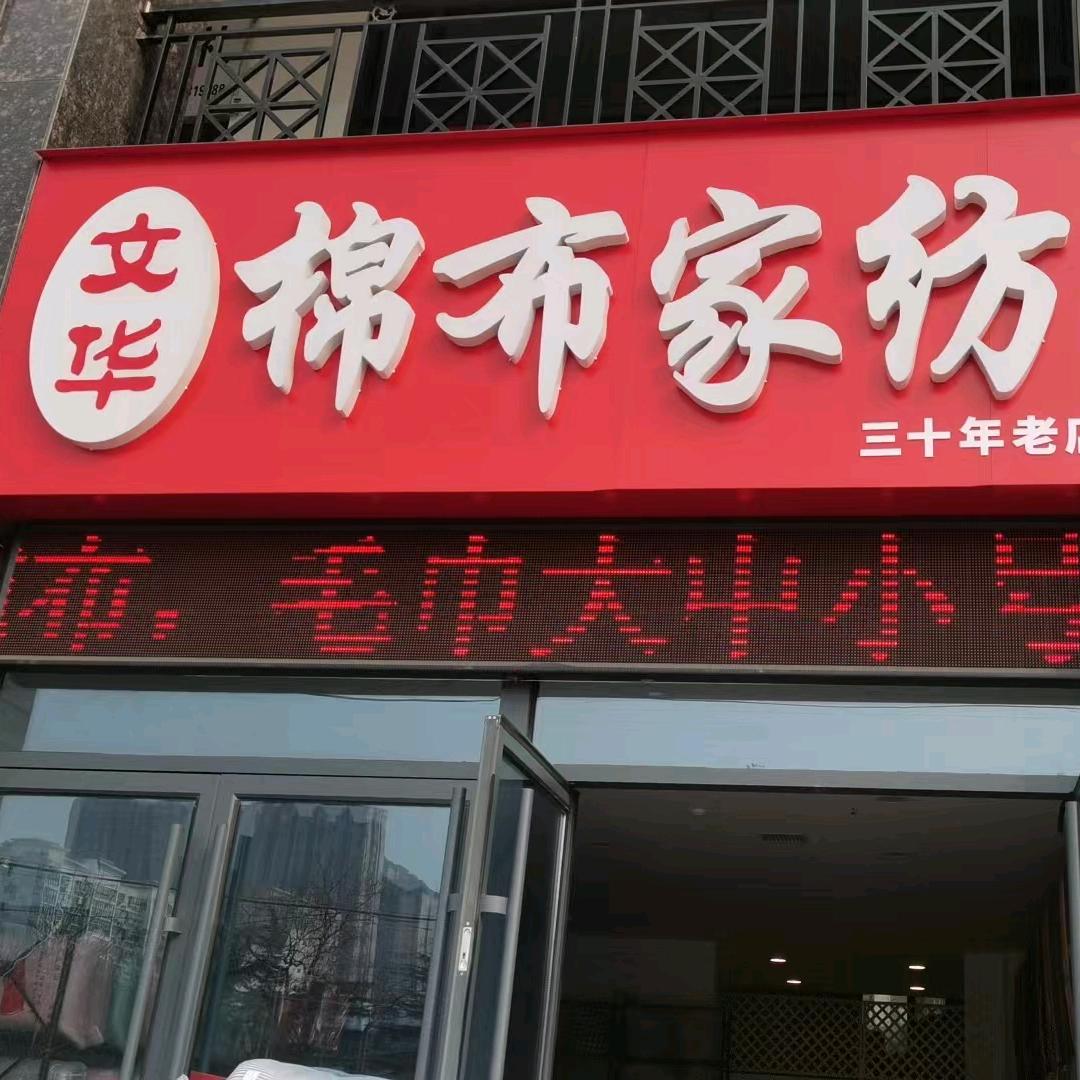 文华
棉布家纺
三十年老店
布，毛巾大中小号